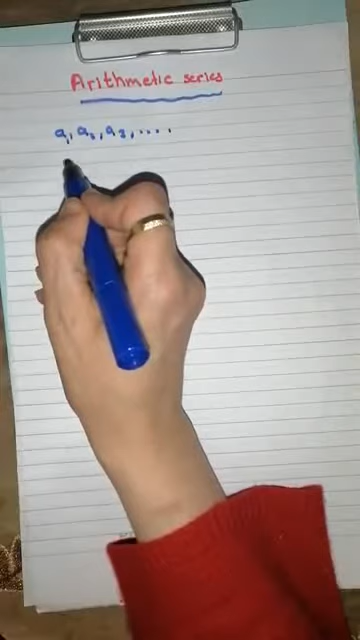 Arithmetic series
a₁, a₂, a₃, ....